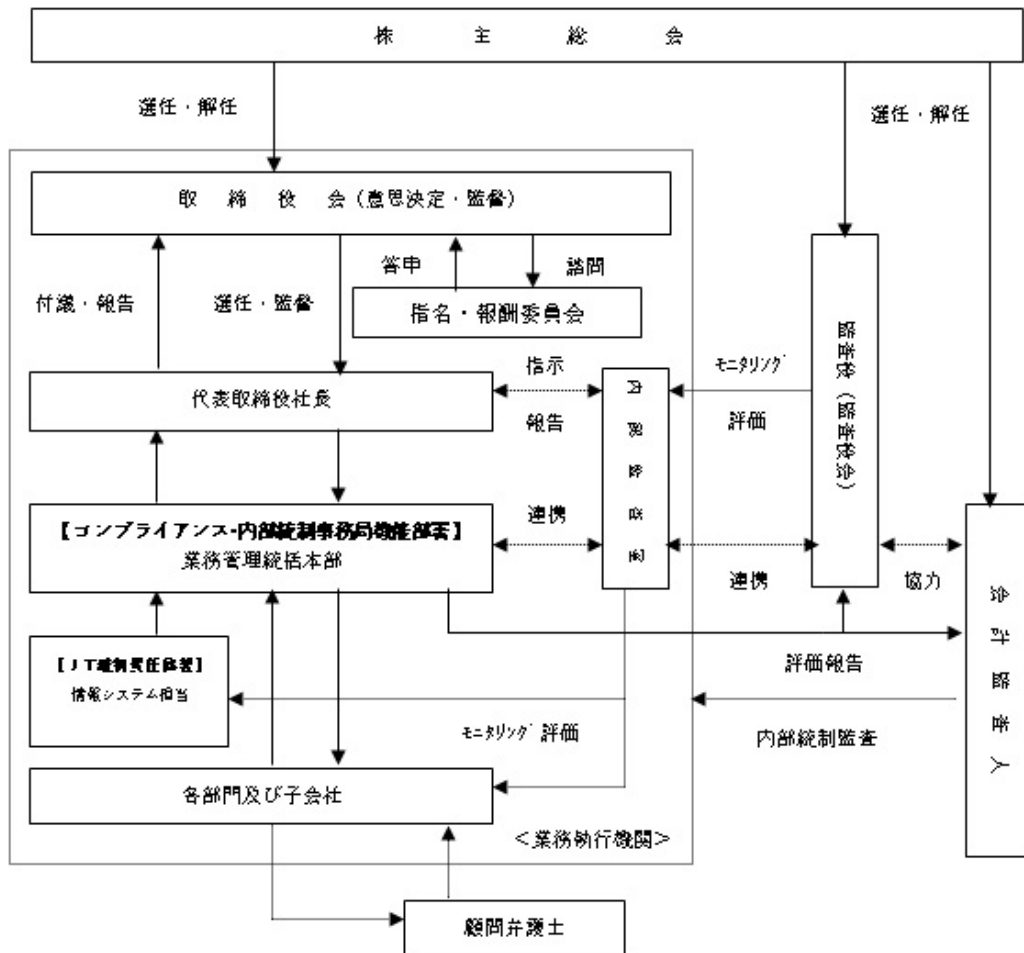 株主総会
選任・解任
選任・解任
取締役会(意思決定・監督)
答申
諮問
付議・報告
選任・監督
指名・報酬委員会
代表取締役社長
指示
報告
内部監査室
モニタリング
評価
監査役(監査役会)
【コンプライアンス・内部統制事務局機能部署】
業務管理統括本部
連携
連携
協力
会計監査人
評価報告
【IT統制責任部署】
情報システム担当
モニタリング評価
内部統制監査
各部門及び子会社
<業務執行機関>
顧問弁護士